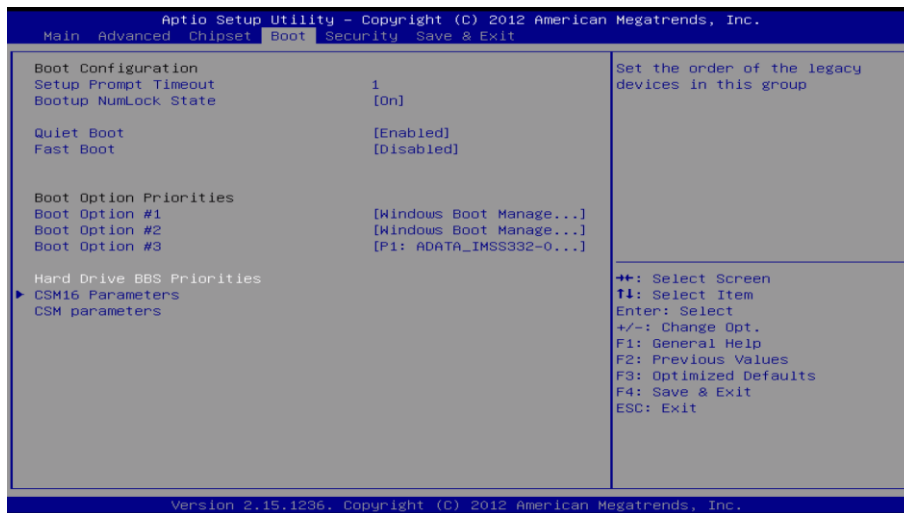 Aptio Setup Utility – Copyright (C) 2012 American Megatrends, Inc.
Main Advanced Chipset Boot Security Save & Exit
Boot Configuration
Setup Prompt Timeout 1
Bootup NumLock State [On]
Quiet Boot [Enabled]
Fast Boot [Disabled]
Boot Option Priorities
Boot Option #1 [Windows Boot Manage...]
Boot Option #2 [Windows Boot Manage...]
Boot Option #3 [P1: ADATA_IMSS332-0...]
Hard Drive BBS Priorities
▶ CSM16 Parameters
CSM parameters
Set the order of the legacy
devices in this group
→←: Select Screen
↑↓: Select Item
Enter: Select
+/-: Change Opt.
F1: General Help
F2: Previous Values
F3: Optimized Defaults
F4: Save & Exit
ESC: Exit
Version 2.15.1236. Copyright (C) 2012 American Megatrends, Inc.